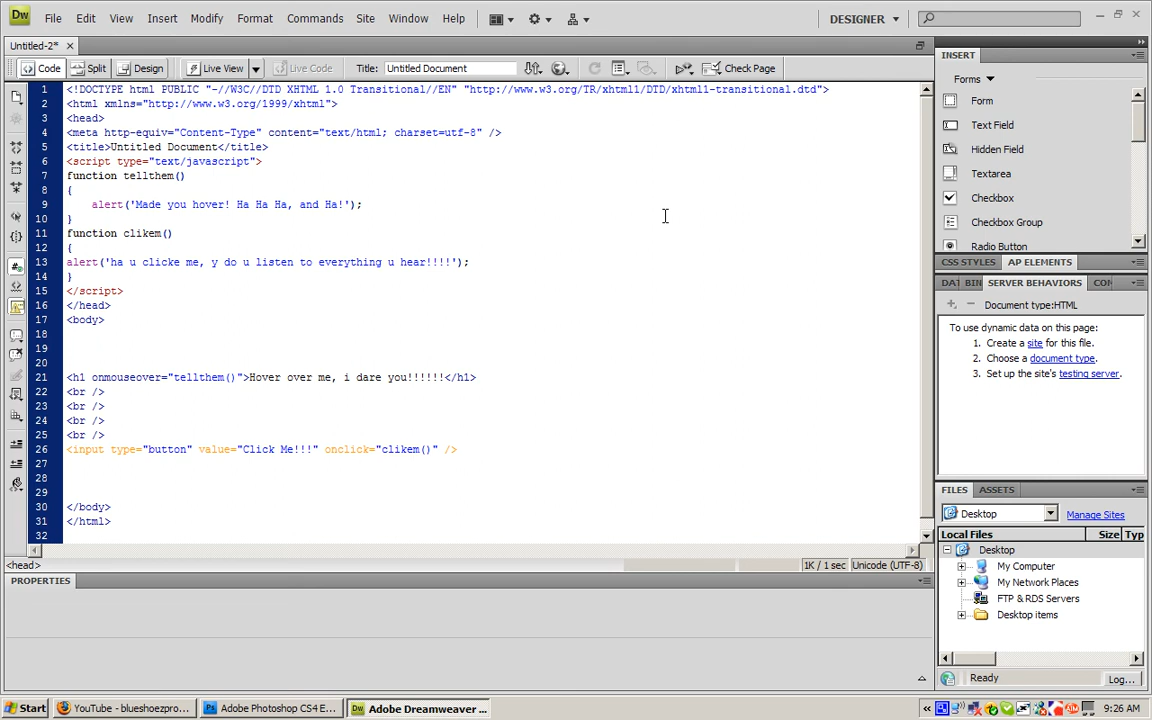 Dw File Edit View Insert Modify Format Commands Site Window Help DESIGNER
Untitled-2*
Code Split Design Live View Live Code Title: Untitled Document Check Page
1 <!DOCTYPE html PUBLIC "-//W3C//DTD XHTML 1.0 Transitional//EN" "http://www.w3.org/TR/xhtml1/DTD/xhtml1-transitional.dtd">
2 <html xmlns="http://www.w3.org/1999/xhtml">
3 <head>
4 <meta http-equiv="Content-Type" content="text/html; charset=utf-8" />
5 <title>Untitled Document</title>
6 <script type="text/javascript">
7 function tellthem()
8 {
9 alert('Made you hover! Ha Ha Ha, and Ha!');
10 }
11 function clikem()
12 {
13 alert('ha u clicke me, y do u listen to everything u hear!!!!');
14 }
15 </script>
16 </head>
17 <body>
18
19
20
21 <h1 onmouseover="tellthem()">Hover over me, i dare you!!!!!!</h1>
22 <br />
23 <br />
24 <br />
25 <br />
26 <input type="button" value="Click Me!!!" onclick="clikem()" />
27
28
29
30 </body>
31 </html>
32
<head> 1K / 1 sec Unicode (UTF-8)
PROPERTIES
INSERT
Forms
Form
Text Field
Hidden Field
Textarea
Checkbox
Checkbox Group
Radio Button
CSS STYLES AP ELEMENTS
DA BIN SERVER BEHAVIORS CO
Document type:HTML
To use dynamic data on this page:
1. Create a site for this file.
2. Choose a document type.
3. Set up the site's testing server.
FILES ASSETS
Desktop Manage Sites
Local Files Size Typ
Desktop
My Computer
My Network Places
FTP & RDS Servers
Desktop items
Ready Log...
Start YouTube - blueshoezpro... Adobe Photoshop CS4 E... Adobe Dreamweaver ... 9:26 AM